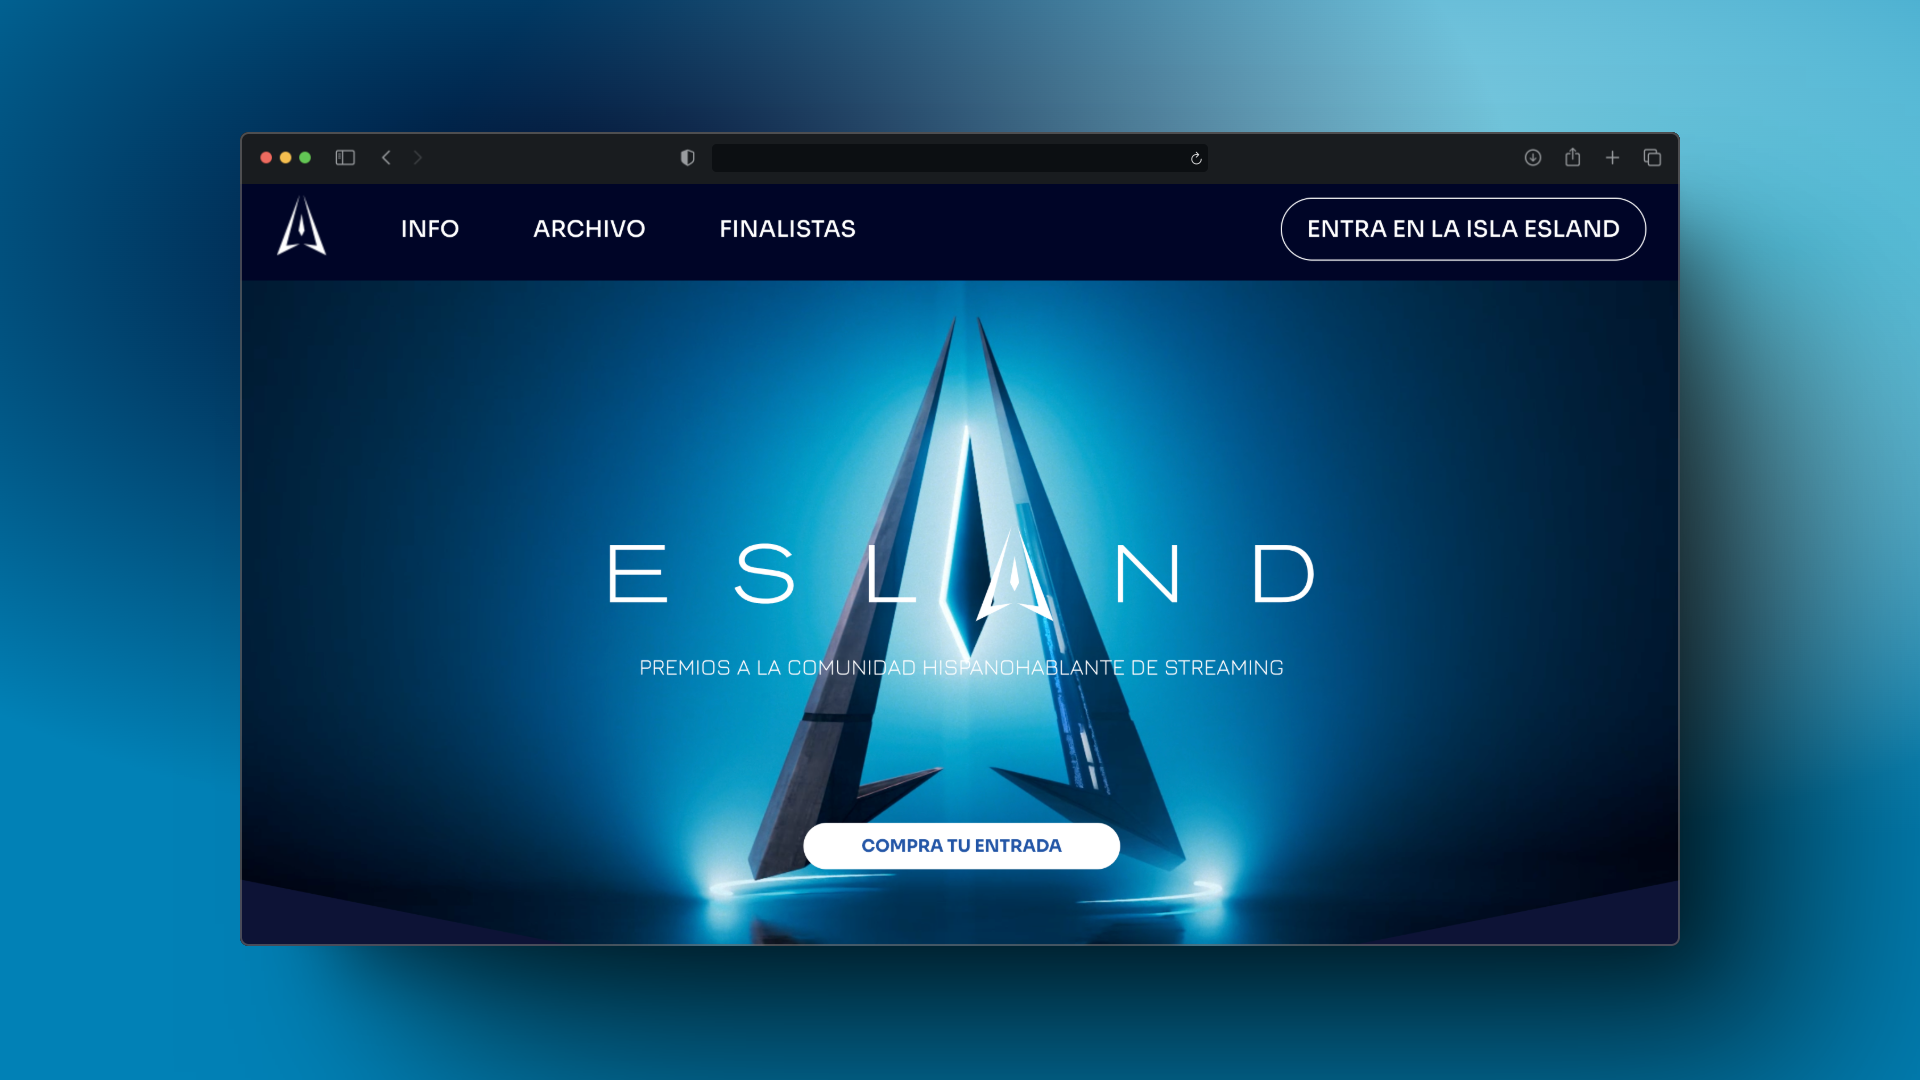 INFO
ARCHIVO
FINALISTAS
ENTRA EN LA ISLA ESLAND
ESLAND
PREMIOS A LA COMUNIDAD HISPANOHABLANTE DE STREAMING
COMPRA TU ENTRADA